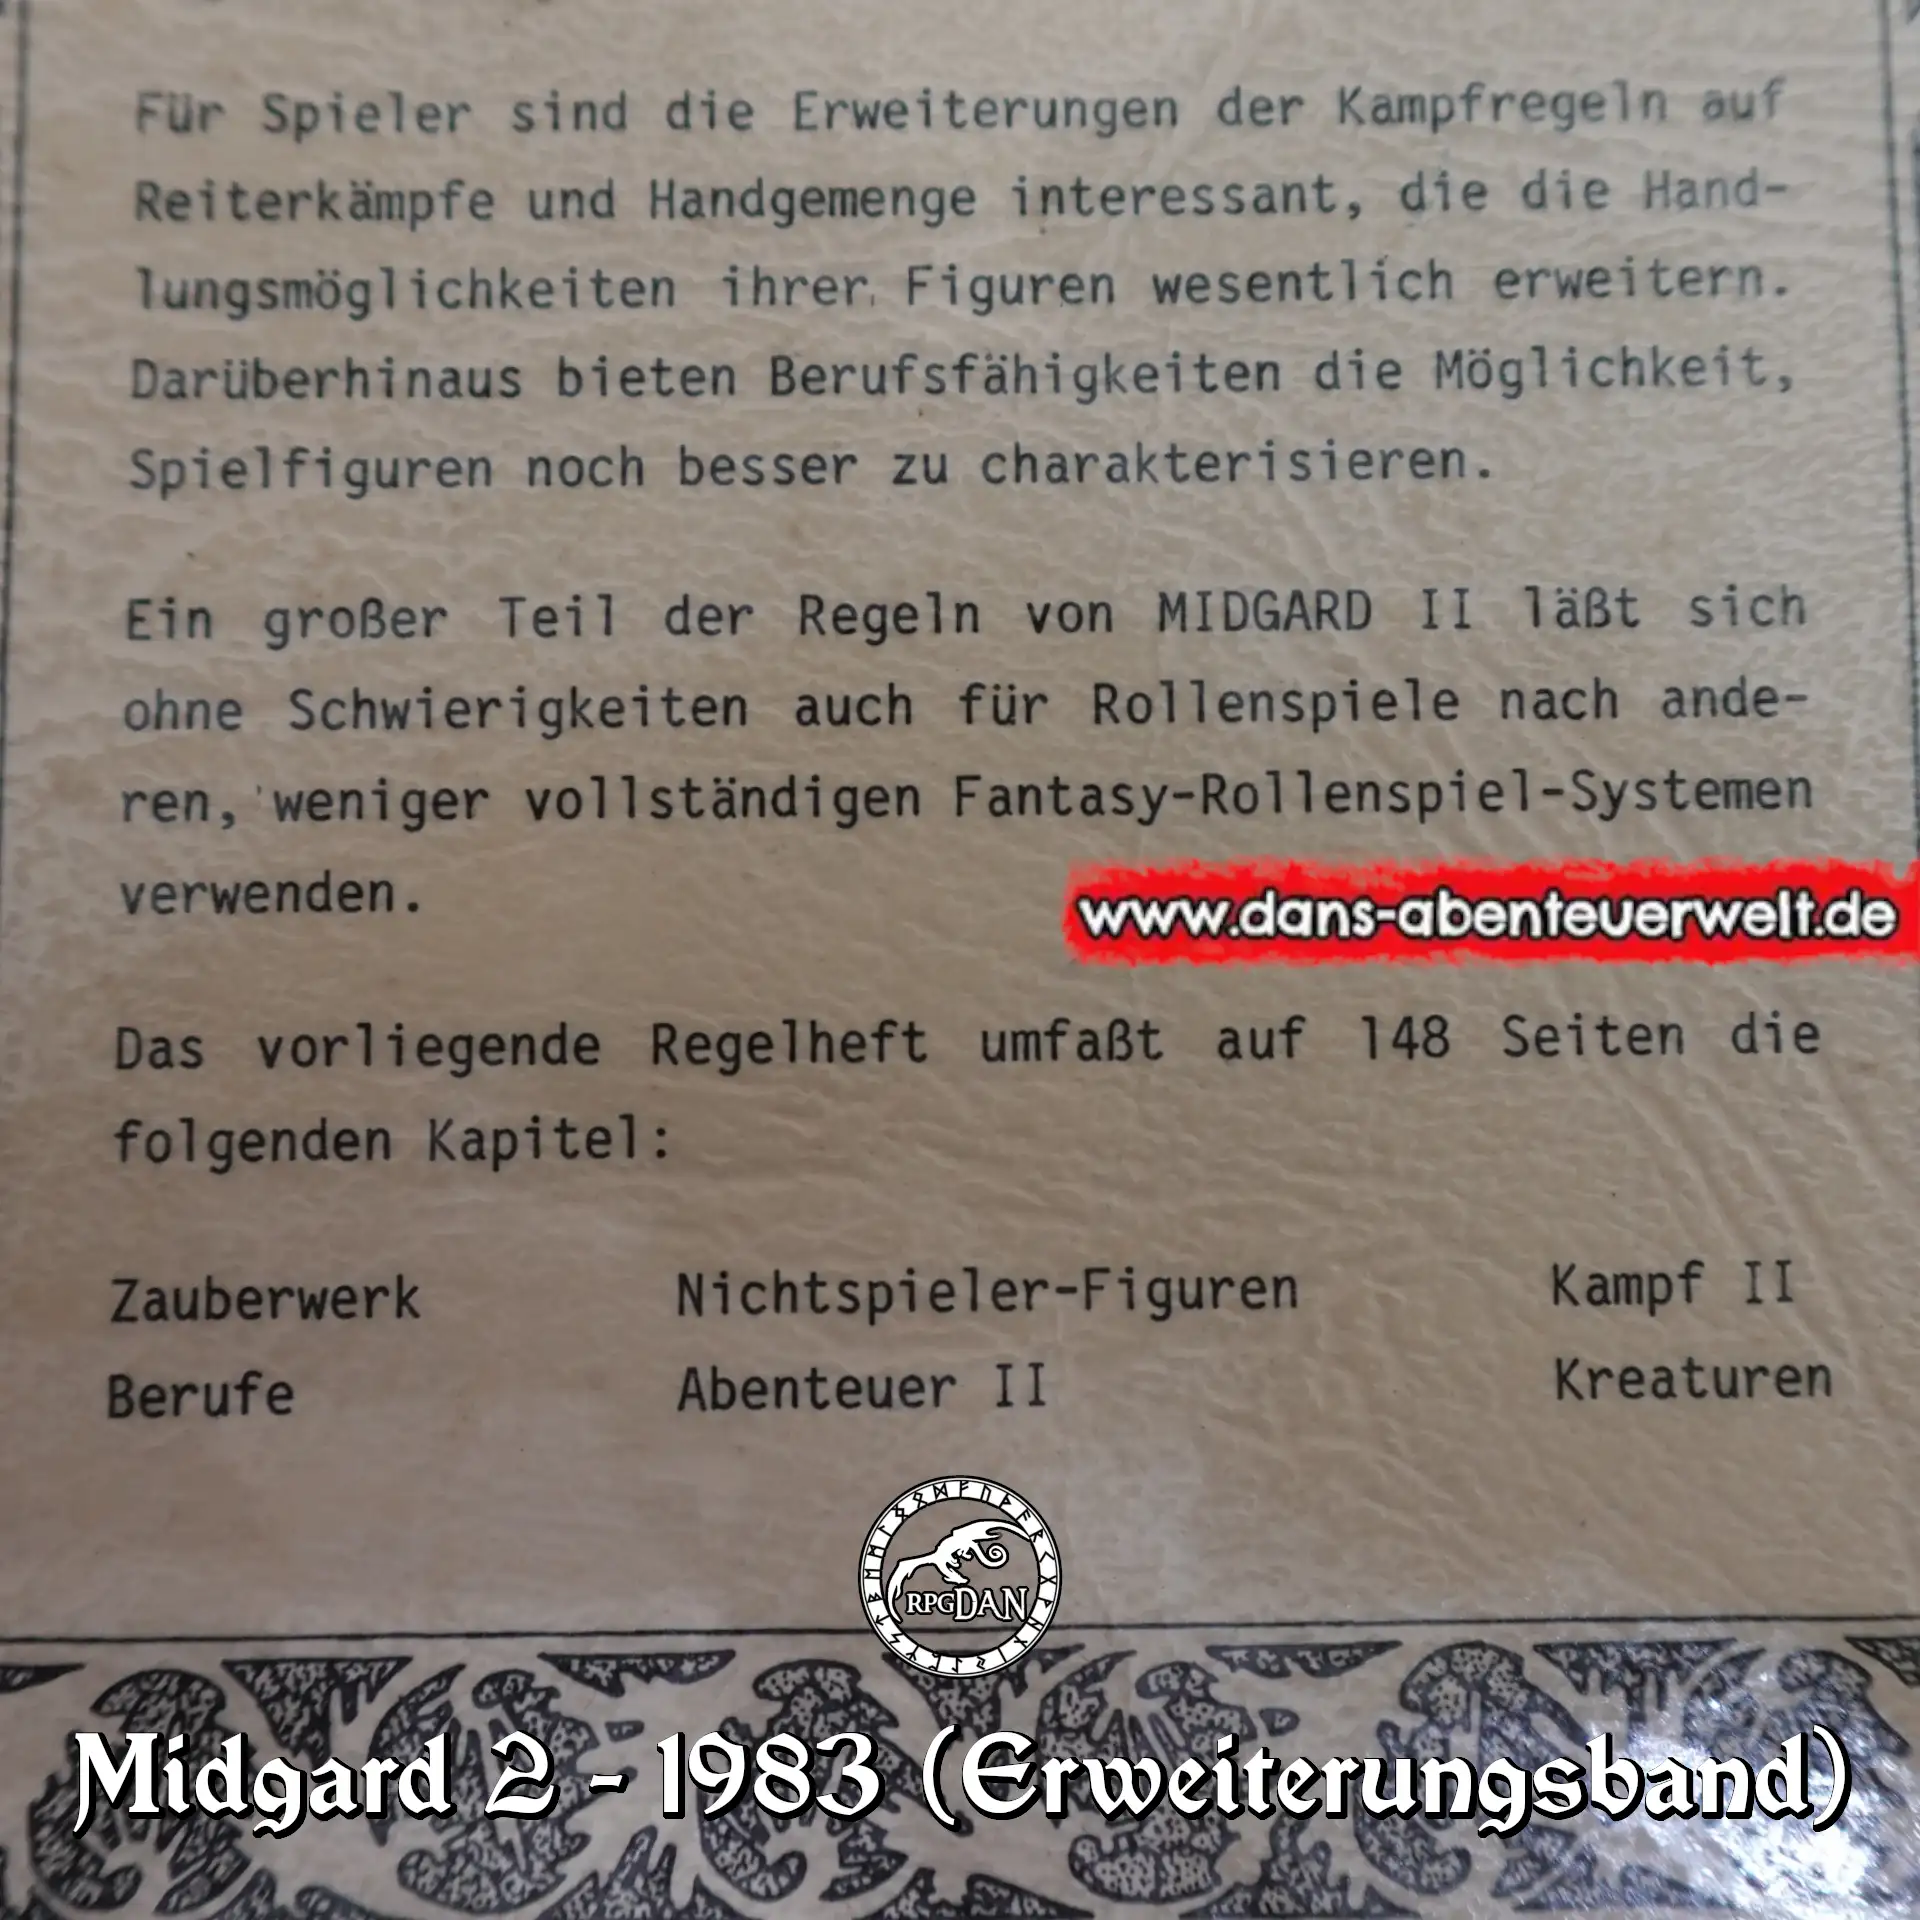 Für Spieler sind die Erweiterungen der Kampfregeln auf
Reiterkämpfe und Handgemenge interessant, die die Hand-
lungsmöglichkeiten ihrer Figuren wesentlich erweitern.
Darüberhinaus bieten Berufsfähigkeiten die Möglichkeit,
Spielfiguren noch besser zu charakterisieren.
Ein großer Teil der Regeln von MIDGARD II läßt sich
ohne Schwierigkeiten auch für Rollenspiele nach ande-
ren, weniger vollständigen Fantasy-Rollenspiel-Systemen
verwenden.
www.dans-abenteuerwelt.de
Das vorliegende Regelheft umfaßt auf 148 Seiten die
folgenden Kapitel:
Zauberwerk Nichtspieler-Figuren Kampf II
Berufe Abenteuer II Kreaturen
RPGDAN
Midgard 2 - 1983 (Erweiterungsband)